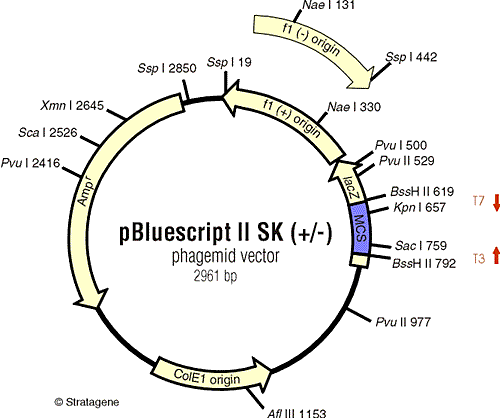 Nae I 131
f1 (-) origin
Ssp I 442
Ssp I 19
Ssp I 2850
f1 (+) origin
Nae I 330
Xmn I 2645
Sca I 2526
Pvu I 2416
Amp r
Pvu I 500
Pvu II 529
lacZ
BssH II 619
Kpn I 657
T7
MCS
Sac I 759
BssH II 792
T3
pBluescript II SK (+/-)
phagemid vector
2961 bp
Pvu II 977
ColE1 origin
Afl III 1153
© Stratagene